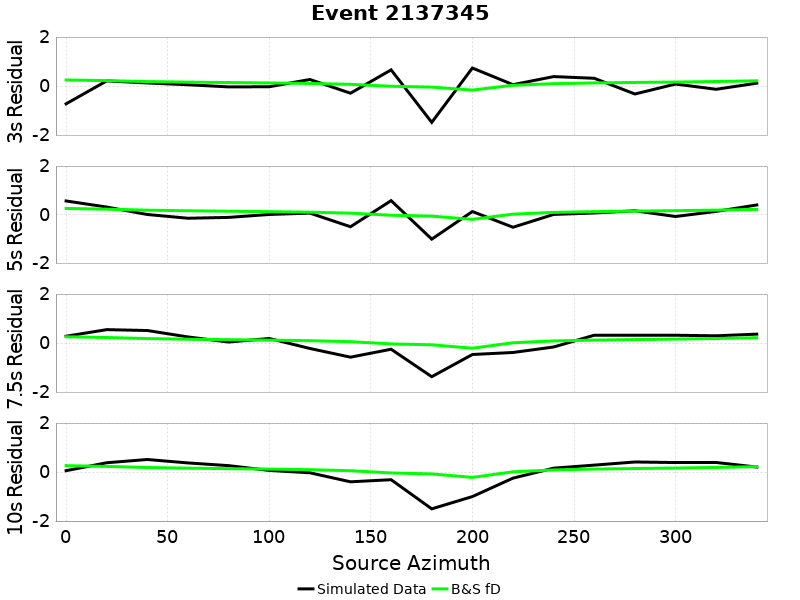 Event 2137345
3s Residual
2
0
-2
5s Residual
2
0
-2
7.5s Residual
2
0
-2
10s Residual
2
0
-2
0 50 100 150 200 250 300
Source Azimuth
Simulated Data B&S fD